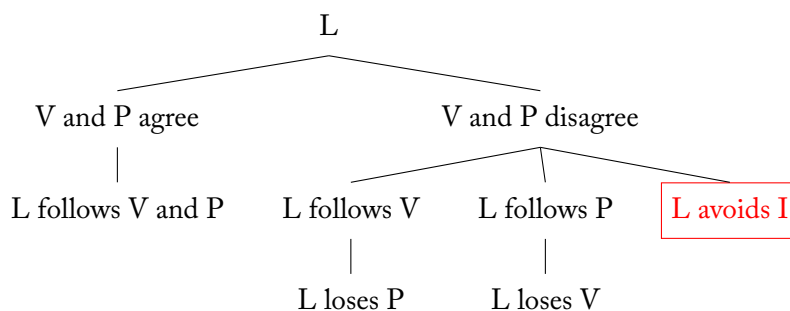 L
V and P agree V and P disagree
L follows V and P L follows V L follows P L avoids I
L loses P L loses V